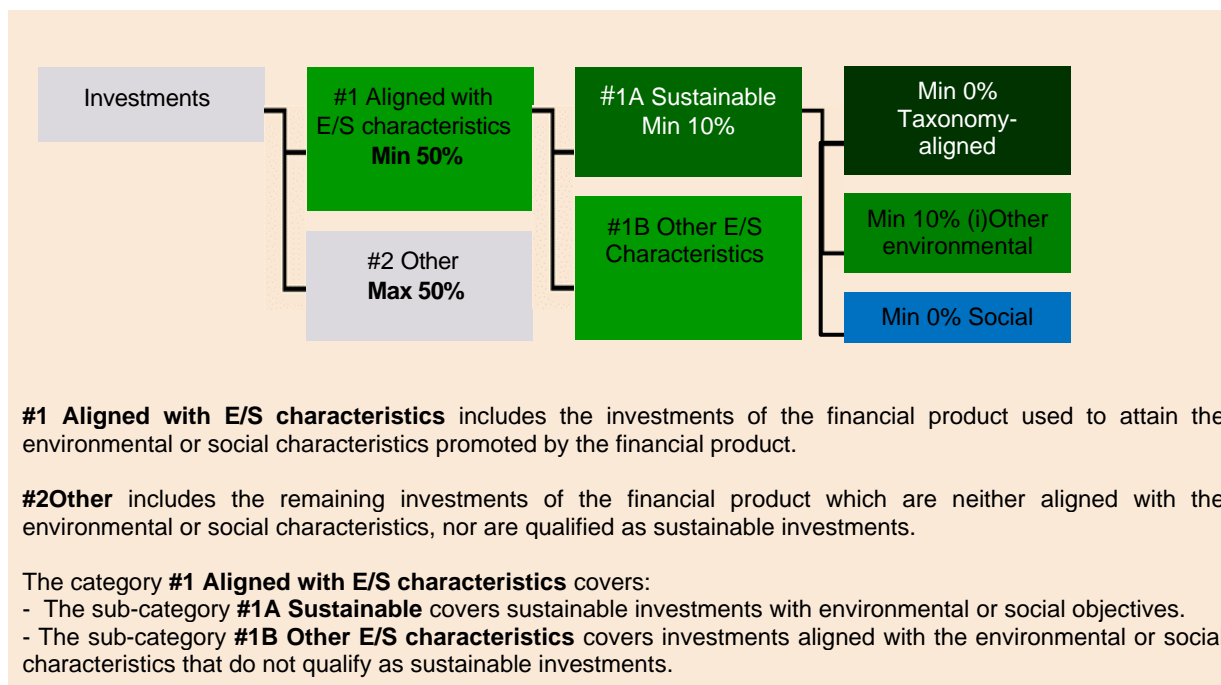 Investments
#1 Aligned with
E/S characteristics
Min 50%
#2 Other
Max 50%
#1A Sustainable
Min 10%
#1B Other E/S
Characteristics
Min 0%
Taxonomy-
aligned
Min 10% (i)Other
environmental
Min 0% Social
#1 Aligned with E/S characteristics includes the investments of the financial product used to attain the
environmental or social characteristics promoted by the financial product.
#2Other includes the remaining investments of the financial product which are neither aligned with the
environmental or social characteristics, nor are qualified as sustainable investments.
The category #1 Aligned with E/S characteristics covers:
- The sub-category #1A Sustainable covers sustainable investments with environmental or social objectives.
- The sub-category #1B Other E/S characteristics covers investments aligned with the environmental or social
characteristics that do not qualify as sustainable investments.